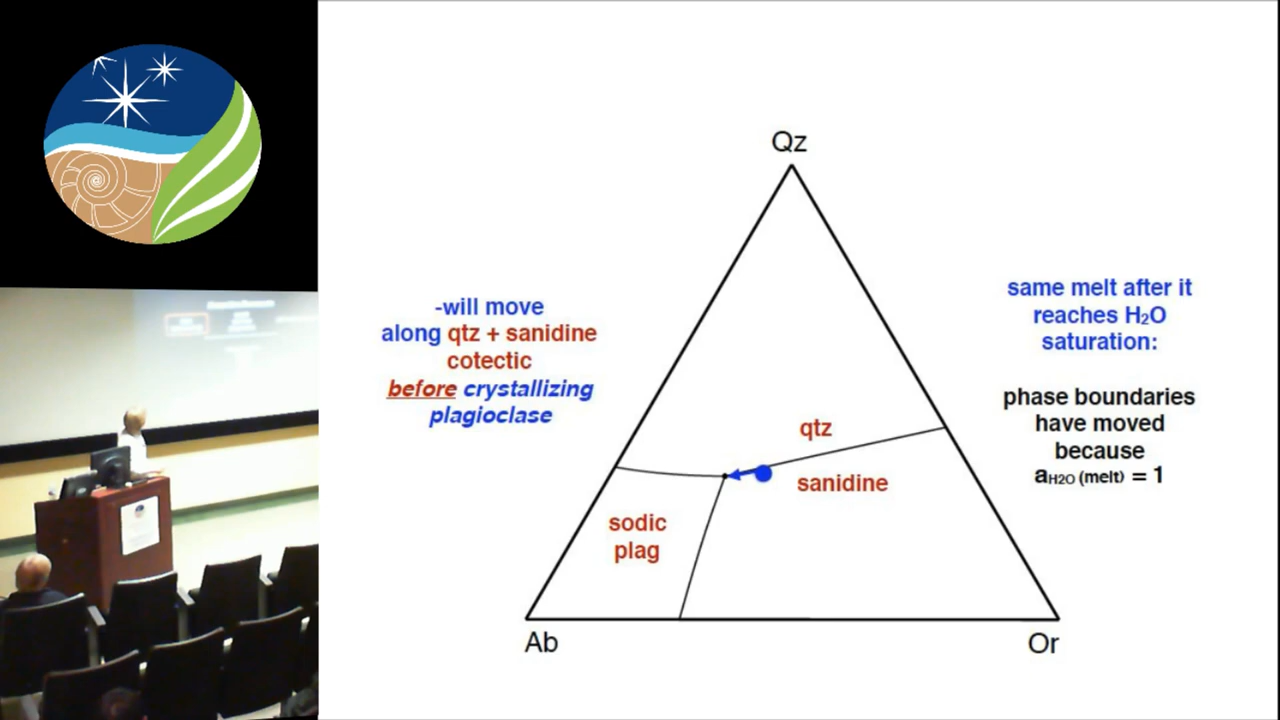 Qz
-will move
along qtz + sanidine
cotectic
before crystallizing
plagioclase
same melt after it
reaches H₂O
saturation:
phase boundaries
have moved
because
aH2O (melt) = 1
qtz
sanidine
sodic
plag
Ab
Or